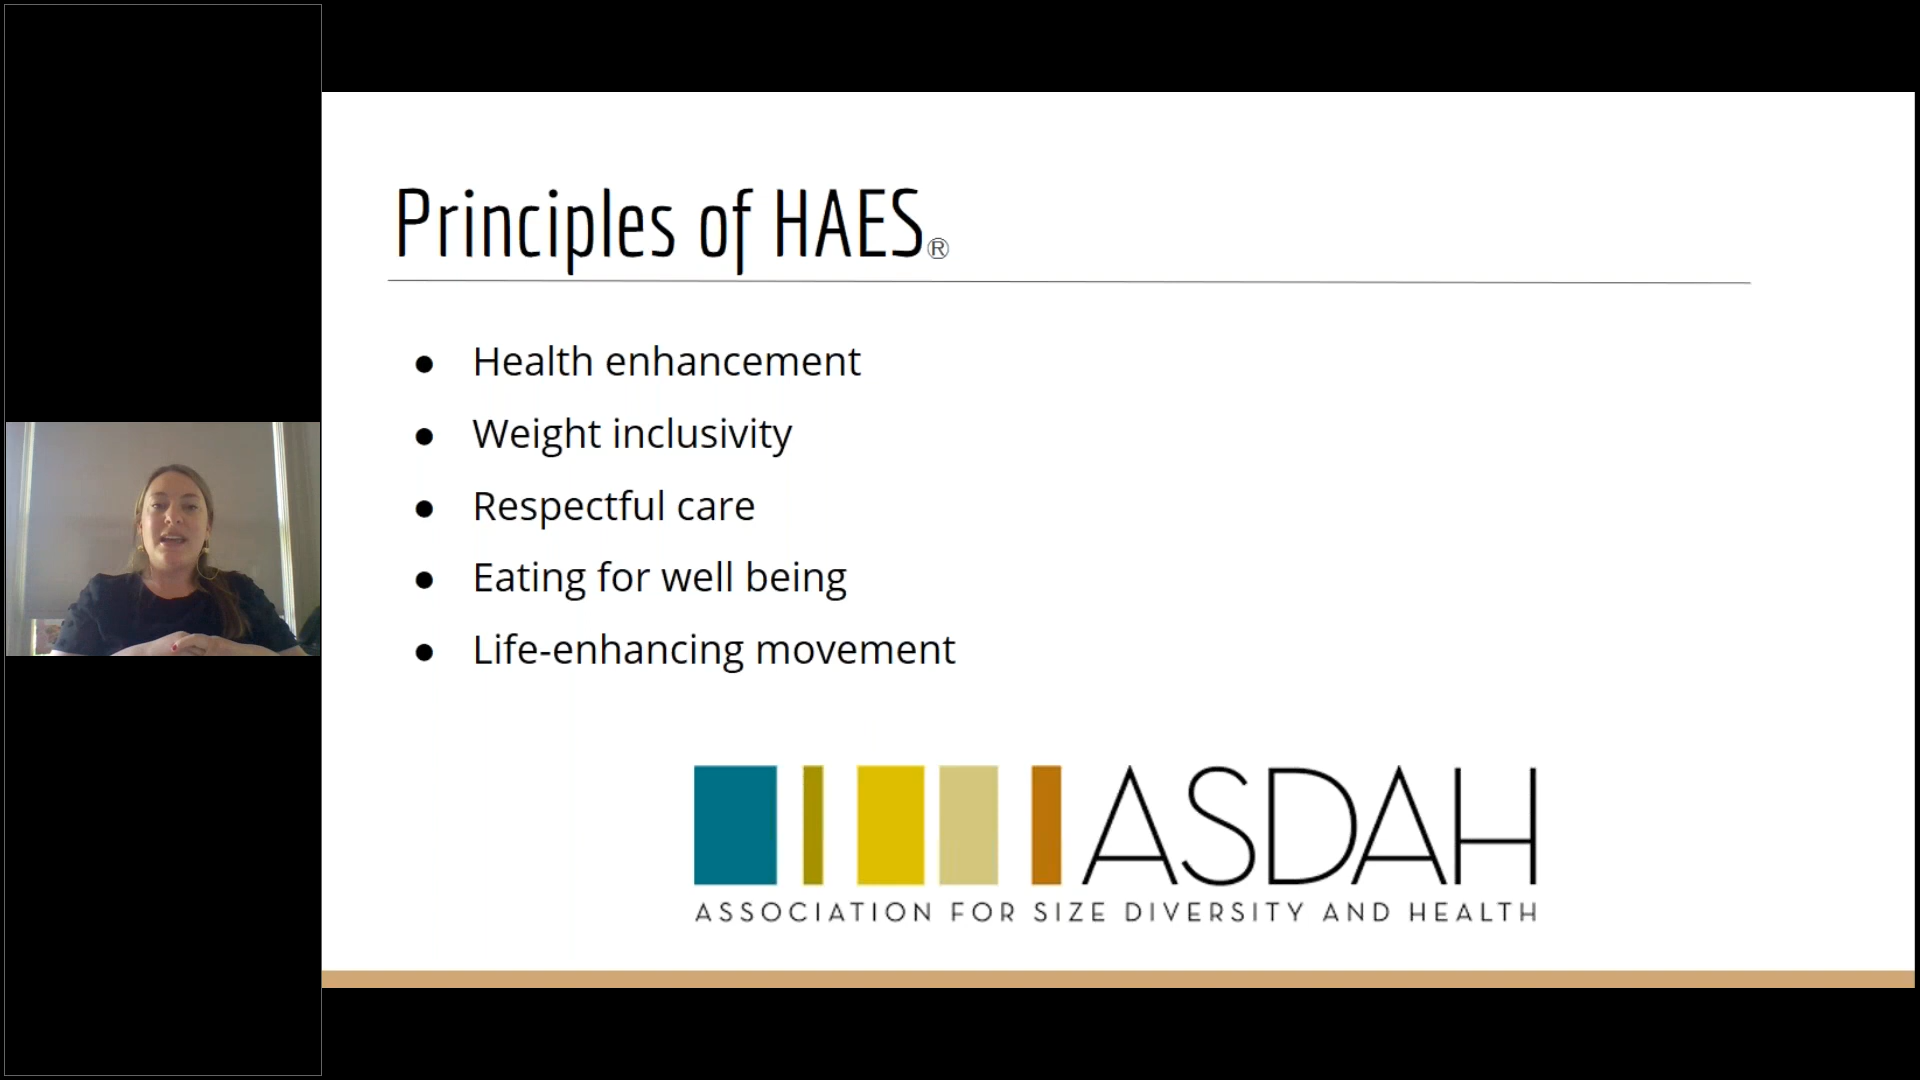 Principles of HAES®
● Health enhancement
● Weight inclusivity
● Respectful care
● Eating for well being
● Life-enhancing movement
ASDAH
ASSOCIATION FOR SIZE DIVERSITY AND HEALTH